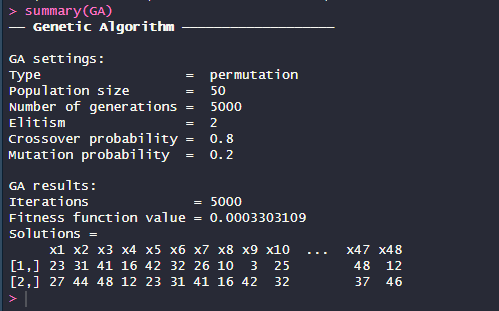 > summary(GA)
── Genetic Algorithm ───────────────────
GA settings:
Type                  =  permutation
Population size       =  50
Number of generations =  5000
Elitism               =  2
Crossover probability =  0.8
Mutation probability  =  0.2
GA results:
Iterations             = 5000
Fitness function value = 0.0003303109
Solutions =
     x1 x2 x3 x4 x5 x6 x7 x8 x9 x10  ...  x47 x48
[1,] 23 31 41 16 42 32 26 10  3  25        48  12
[2,] 27 44 48 12 23 31 41 16 42  32        37  46
>